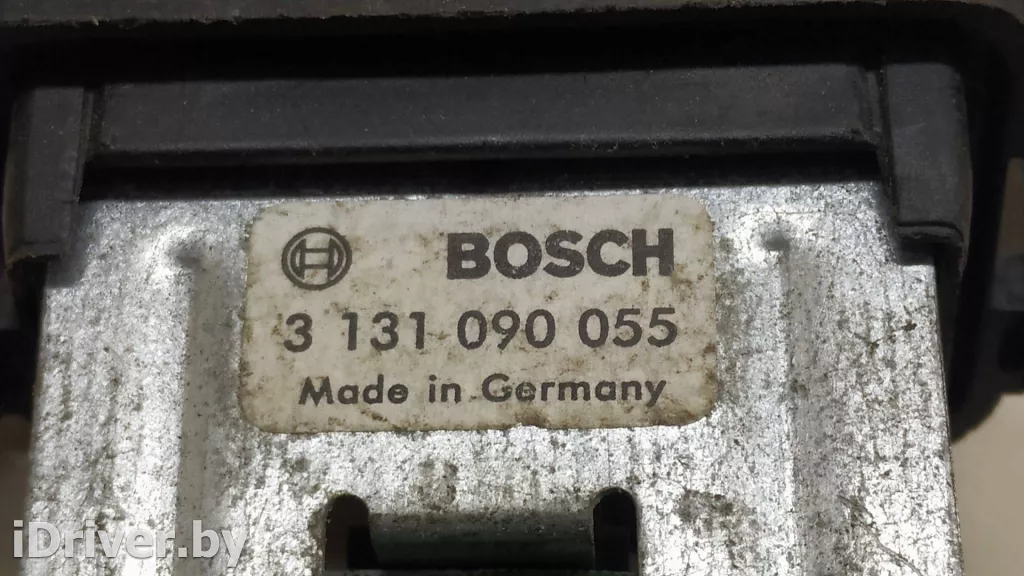 BOSCH
3 131 090 055
Made in Germany
iDriver.by